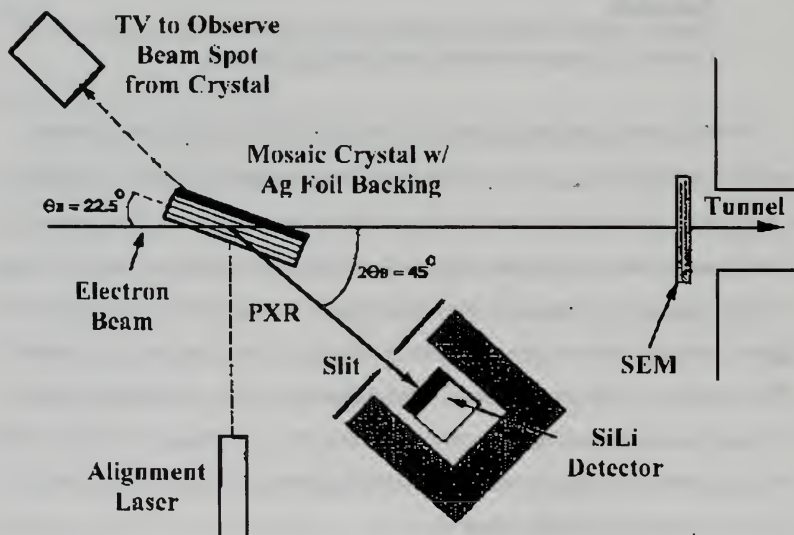 TV to Observe
Beam Spot
from Crystal
Mosaic Crystal w/
Ag Foil Backing
ΘB = 22.5°
Tunnel
Electron
Beam
2ΘB = 45°
PXR
Slit
SEM
SiLi
Detector
Alignment
Laser